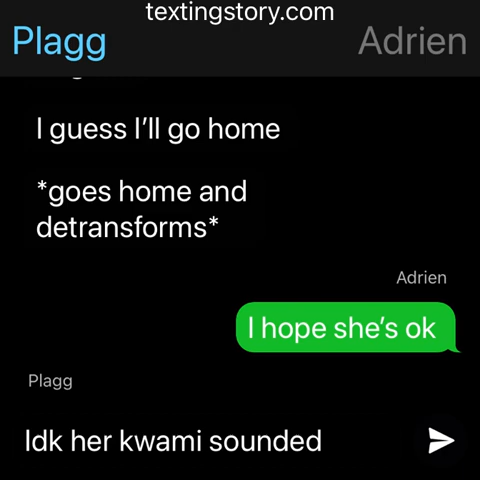 textingstory.com
Plagg
Adrien
I guess I'll go home
*goes home and
detransforms*
Adrien
I hope she's ok
Plagg
Idk her kwami sounded